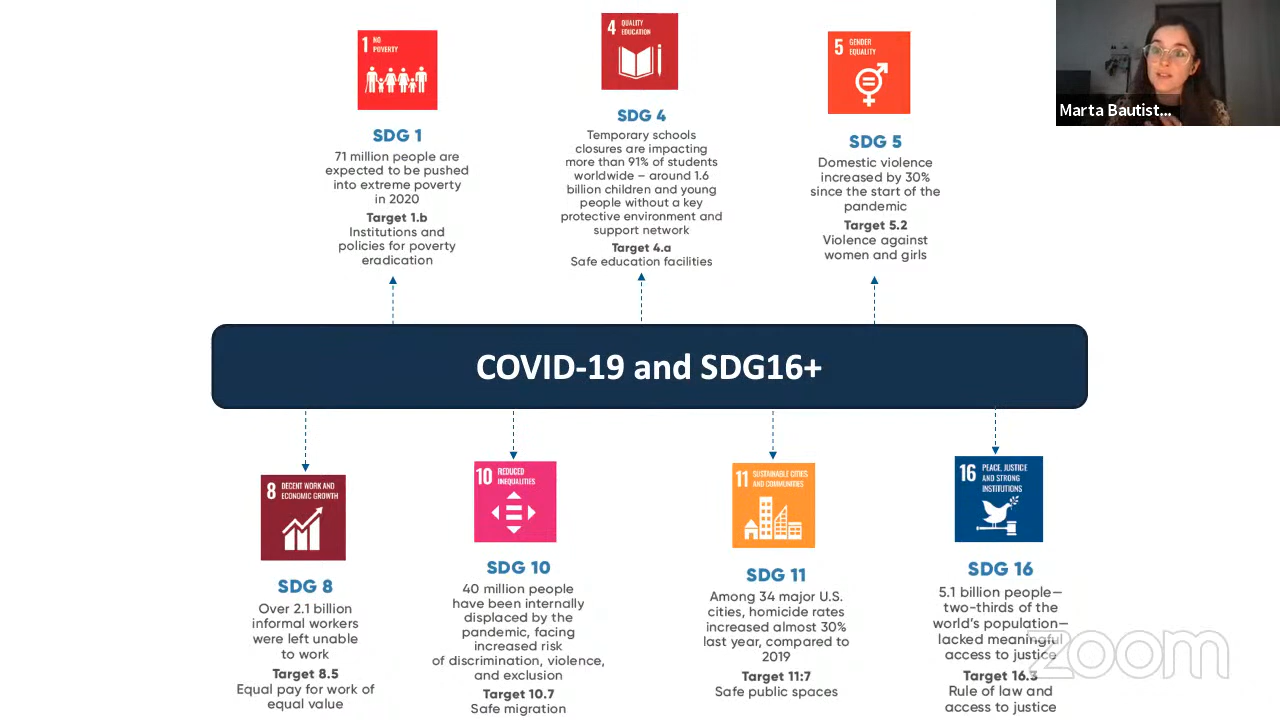 1 NO
POVERTY
SDG 1
71 million people are
expected to be pushed
into extreme poverty
in 2020
Target 1.b
Institutions and
policies for poverty
eradication
4 QUALITY
EDUCATION
SDG 4
Temporary schools
closures are impacting
more than 91% of students
worldwide – around 1.6
billion children and young
people without a key
protective environment and
support network
Target 4.a
Safe education facilities
5 GENDER
EQUALITY
SDG 5
Domestic violence
increased by 30%
since the start of the
pandemic
Target 5.2
Violence against
women and girls
Marta Bautist...
COVID-19 and SDG16+
8 DECENT WORK AND
ECONOMIC GROWTH
SDG 8
Over 2.1 billion
informal workers
were left unable
to work
Target 8.5
Equal pay for work of
equal value
10 REDUCED
INEQUALITIES
SDG 10
40 million people
have been internally
displaced by the
pandemic, facing
increased risk
of discrimination, violence,
and exclusion
Target 10.7
Safe migration
11 SUSTAINABLE CITIES
AND COMMUNITIES
SDG 11
Among 34 major U.S.
cities, homicide rates
increased almost 30%
last year, compared to
2019
Target 11:7
Safe public spaces
16 PEACE, JUSTICE
AND STRONG
INSTITUTIONS
SDG 16
5.1 billion people—
two-thirds of the
world's population—
lacked meaningful
access to justice
Target 16.3
Rule of law and
access to justice
zoom